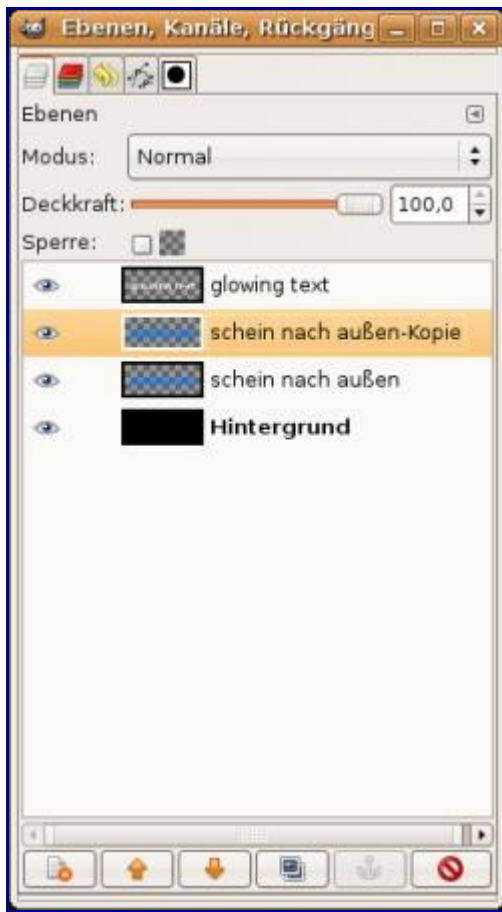 Ebenen, Kanäle, Rückgäng
Ebenen
Modus: Normal
Deckkraft: 100,0
Sperre:
glowing text
schein nach außen-Kopie
schein nach außen
Hintergrund